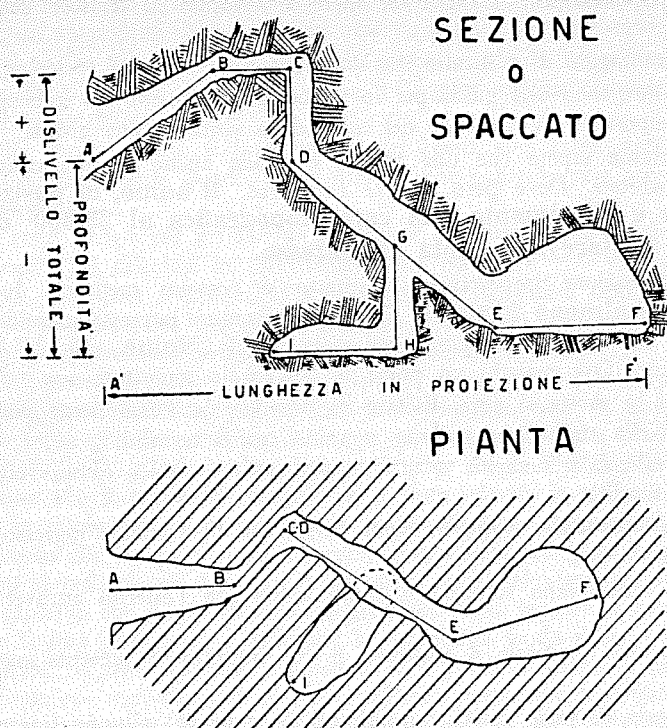 SEZIONE
O
SPACCATO
B
C
+
A
D
DISLIVELLO TOTALE
PROFONDITÀ
G
−
E
F
I
H
A'
LUNGHEZZA IN PROIEZIONE
F'
PIANTA
C·D
A
B
F
E
I